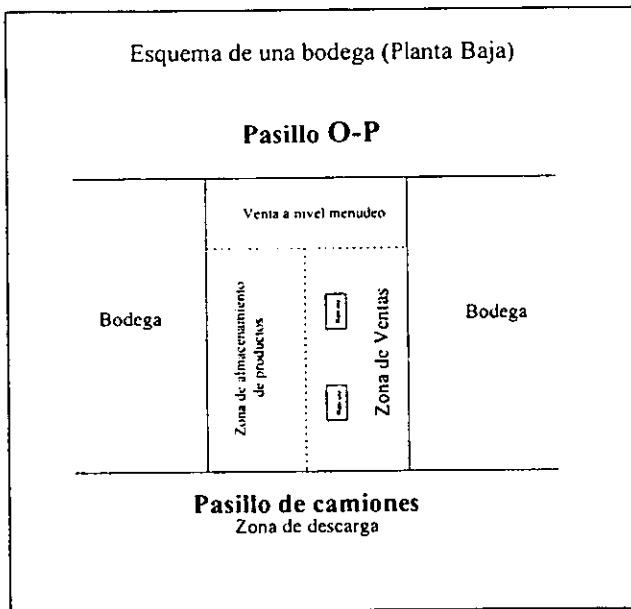 Esquema de una bodega (Planta Baja)
Pasillo O-P
Venta a nivel menudeo
Bodega
Zona de almacenamiento
de productos
Zona de Ventas
Bodega
Pasillo de camiones
Zona de descarga